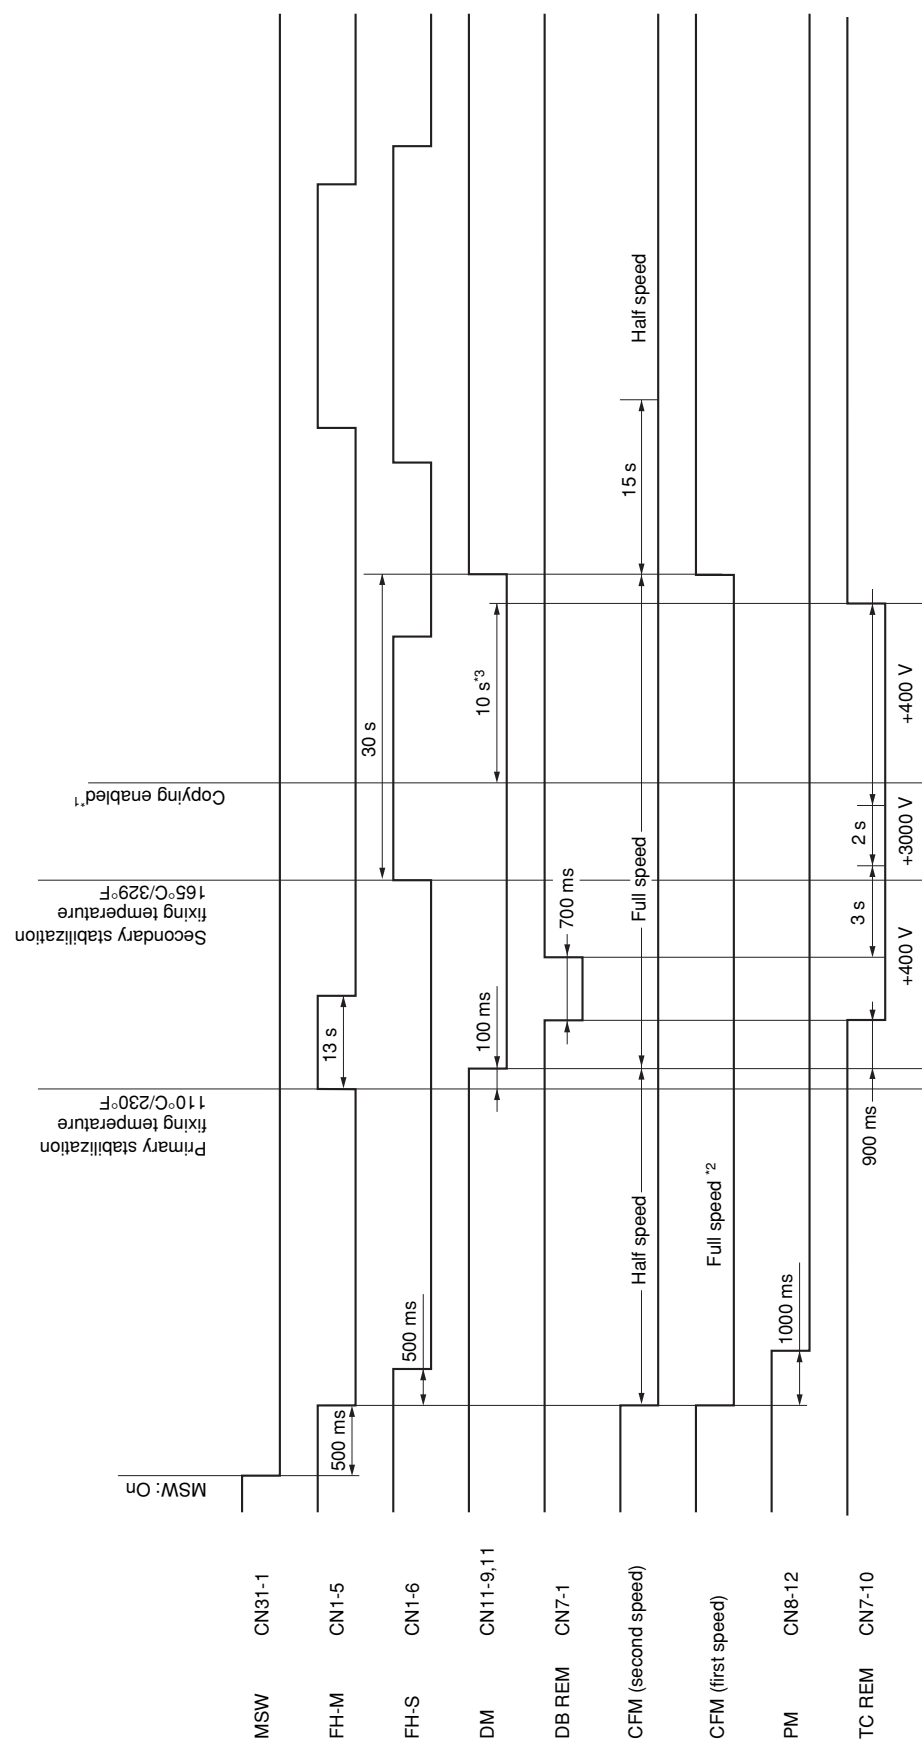 MSW: On
Primary stabilization
fixing temperature
110°C/230°F
Secondary stabilization
fixing temperature
165°C/329°F
Copying enabled*1
MSW CN31-1
FH-M CN1-5
500 ms
13 s
FH-S CN1-6
500 ms
30 s
DM CN11-9,11
100 ms
10 s*3
DB REM CN7-1
700 ms
CFM (second speed)
Half speed
Full speed
15 s
Half speed
CFM (first speed)
Full speed *2
PM CN8-12
1000 ms
TC REM CN7-10
900 ms
3 s
2 s
+400 V
+3000 V
+400 V